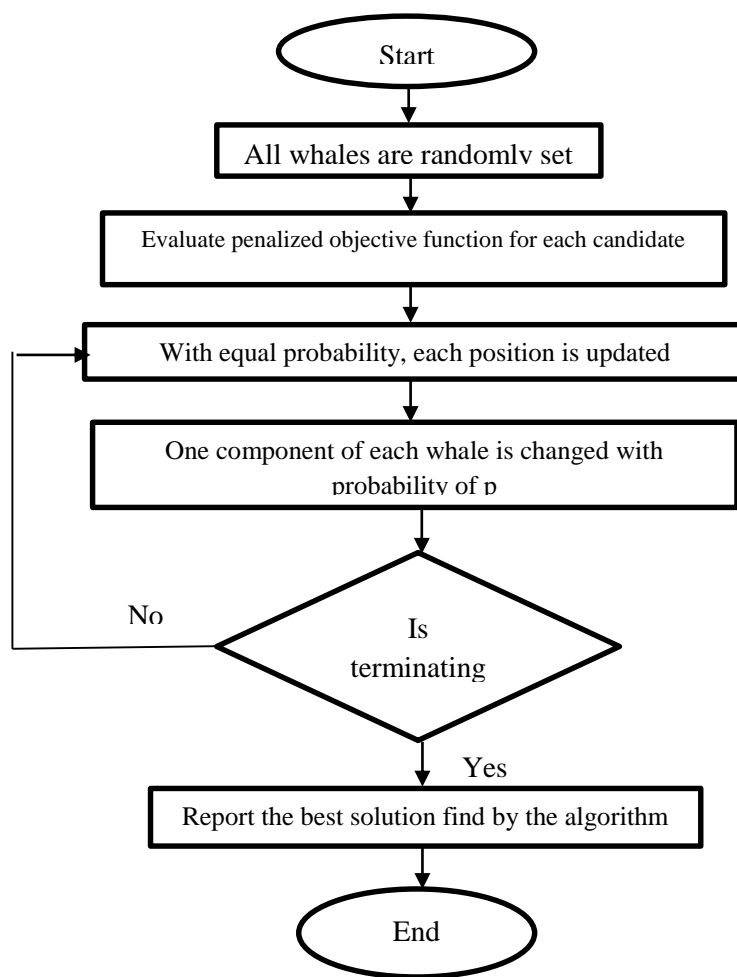 Start
All whales are randomly set
Evaluate penalized objective function for each candidate
With equal probability, each position is updated
One component of each whale is changed with
probability of p
No
Is
terminating
Yes
Report the best solution find by the algorithm
End